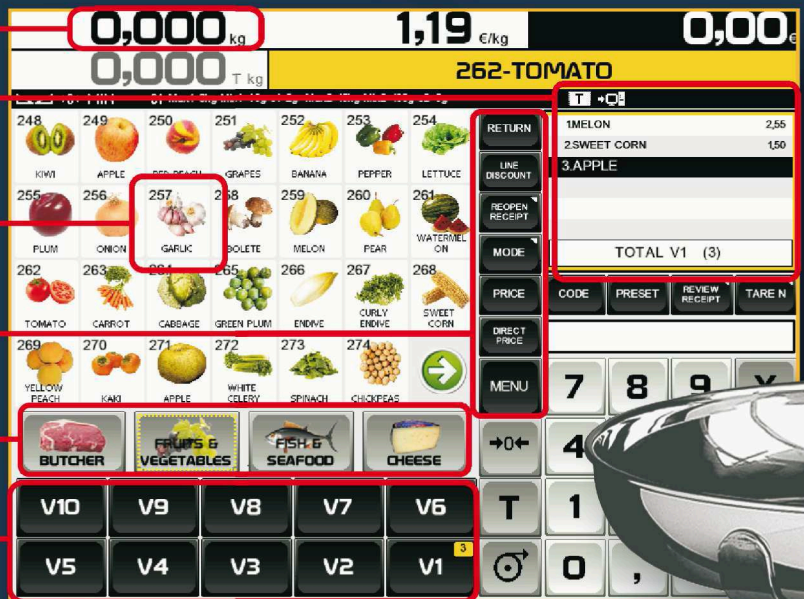 0,000 kg 1,19 €/kg 0,00 €
0,000 T kg 262-TOMATO
248 249 250 251 252 253 254
KIWI APPLE RED PEACH GRAPES BANANA PEPPER LETTUCE
255 256 257 258 259 260 261
PLUM ONION GARLIC BOLETE MELON PEAR WATERMEL
ON
262 263 264 265 266 267 268
TOMATO CARROT CABBAGE GREEN PLUM ENDIVE CURLY
ENDIVE SWEET
CORN
269 270 271 272 273 274
YELLOW
PEACH KAKI APPLE WHITE
CELERY SPINACH CHICKPEAS
RETURN
LINE
DISCOUNT
REOPEN
RECEIPT
MODE
PRICE
DIRECT
PRICE
MENU
T
1.MELON 2,55
2.SWEET CORN 1,50
3.APPLE
TOTAL V1 (3)
CODE PRESET REVIEW
RECEIPT TARE N
BUTCHER FRUITS &
VEGETABLES FISH &
SEAFOOD CHEESE
7 8 9
→0← 4
T 1
0 ,
V10 V9 V8 V7 V6
V5 V4 V3 V2 V1 3